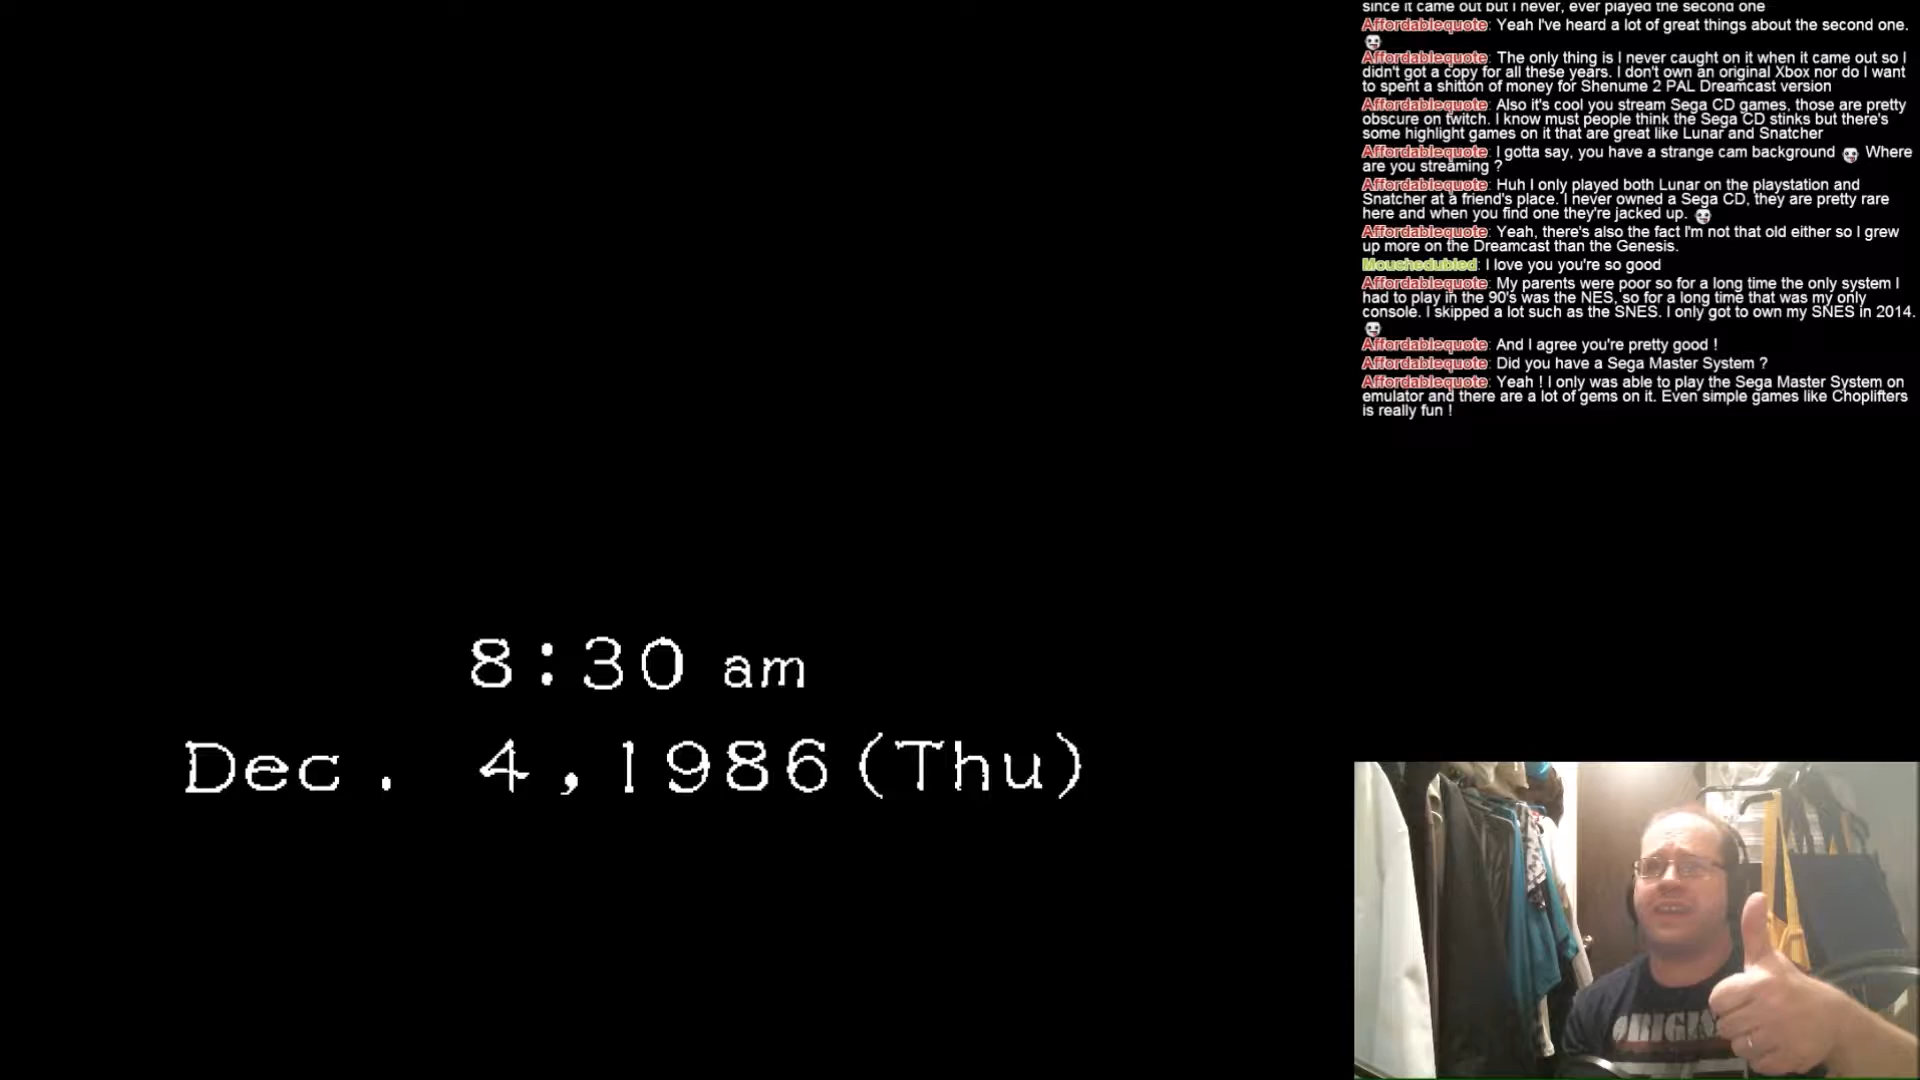 since it came out but i never, ever played the second one
Affordablequote: Yeah I've heard a lot of great things about the second one.
Affordablequote: The only thing is I never caught on it when it came out so I
didn't got a copy for all these years. I don't own an original Xbox nor do I want
to spent a shitton of money for Shenume 2 PAL Dreamcast version
Affordablequote: Also it's cool you stream Sega CD games, those are pretty
obscure on twitch. I know must people think the Sega CD stinks but there's
some highlight games on it that are great like Lunar and Snatcher
Affordablequote: I gotta say, you have a strange cam background Where
are you streaming ?
Affordablequote: Huh I only played both Lunar on the playstation and
Snatcher at a friend's place. I never owned a Sega CD, they are pretty rare
here and when you find one they're jacked up.
Affordablequote: Yeah, there's also the fact I'm not that old either so I grew
up more on the Dreamcast than the Genesis.
Moushedubled: I love you you're so good
Affordablequote: My parents were poor so for a long time the only system I
had to play in the 90's was the NES, so for a long time that was my only
console. I skipped a lot such as the SNES. I only got to own my SNES in 2014.
Affordablequote: And I agree you're pretty good !
Affordablequote: Did you have a Sega Master System ?
Affordablequote: Yeah ! I only was able to play the Sega Master System on
emulator and there are a lot of gems on it. Even simple games like Choplifters
is really fun !
8:30 am
Dec. 4,1986(Thu)